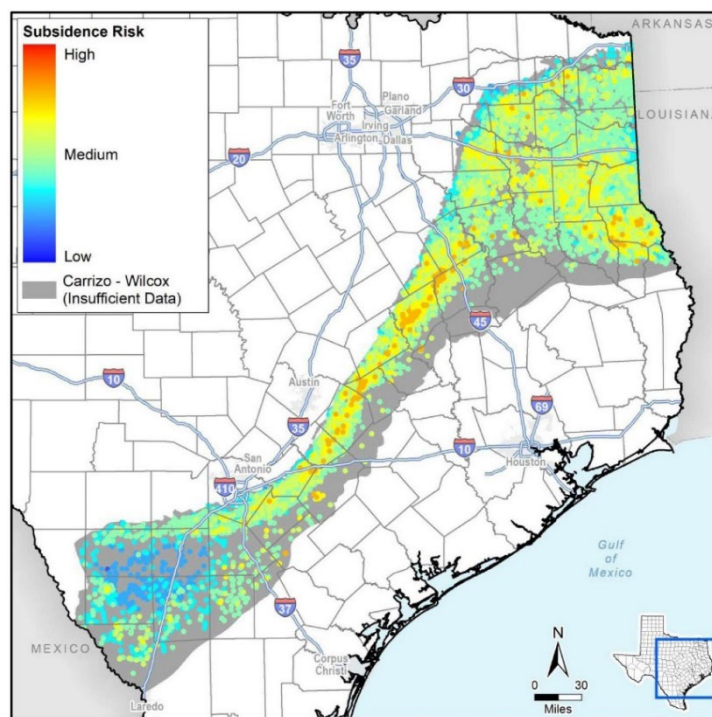 Subsidence Risk
High
Medium
Low
Carrizo - Wilcox
(Insufficient Data)
ARKANSAS
LOUISIANA
35
30
Plano
Fort
Worth
Garland
Irving
Arlington
Dallas
20
45
10
Austin
35
69
San
Antonio
10
Houston
410
37
Gulf
of
Mexico
MEXICO
Corpus
Christi
Laredo
N
0
30
Miles